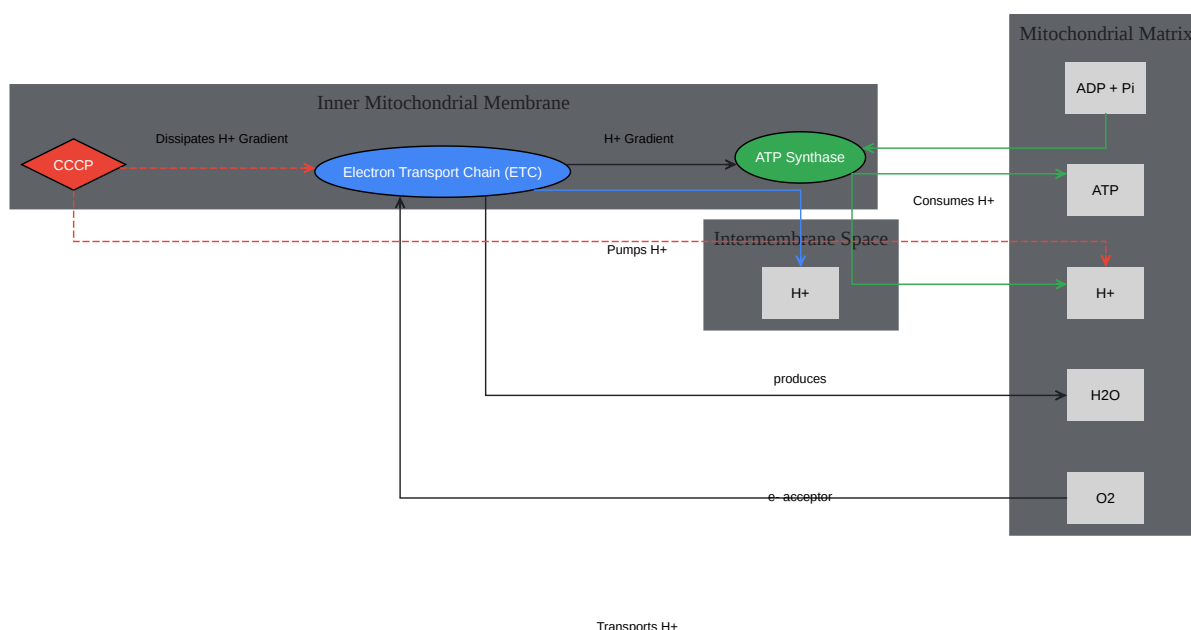 Mitochondrial Matrix
ADP + Pi
Inner Mitochondrial Membrane
Dissipates H+ Gradient
H+ Gradient
CCCP
Electron Transport Chain (ETC)
ATP Synthase
ATP
Consumes H+
Intermembrane Space
Pumps H+
H+
H+
produces
H2O
e- acceptor
O2
Transports H+